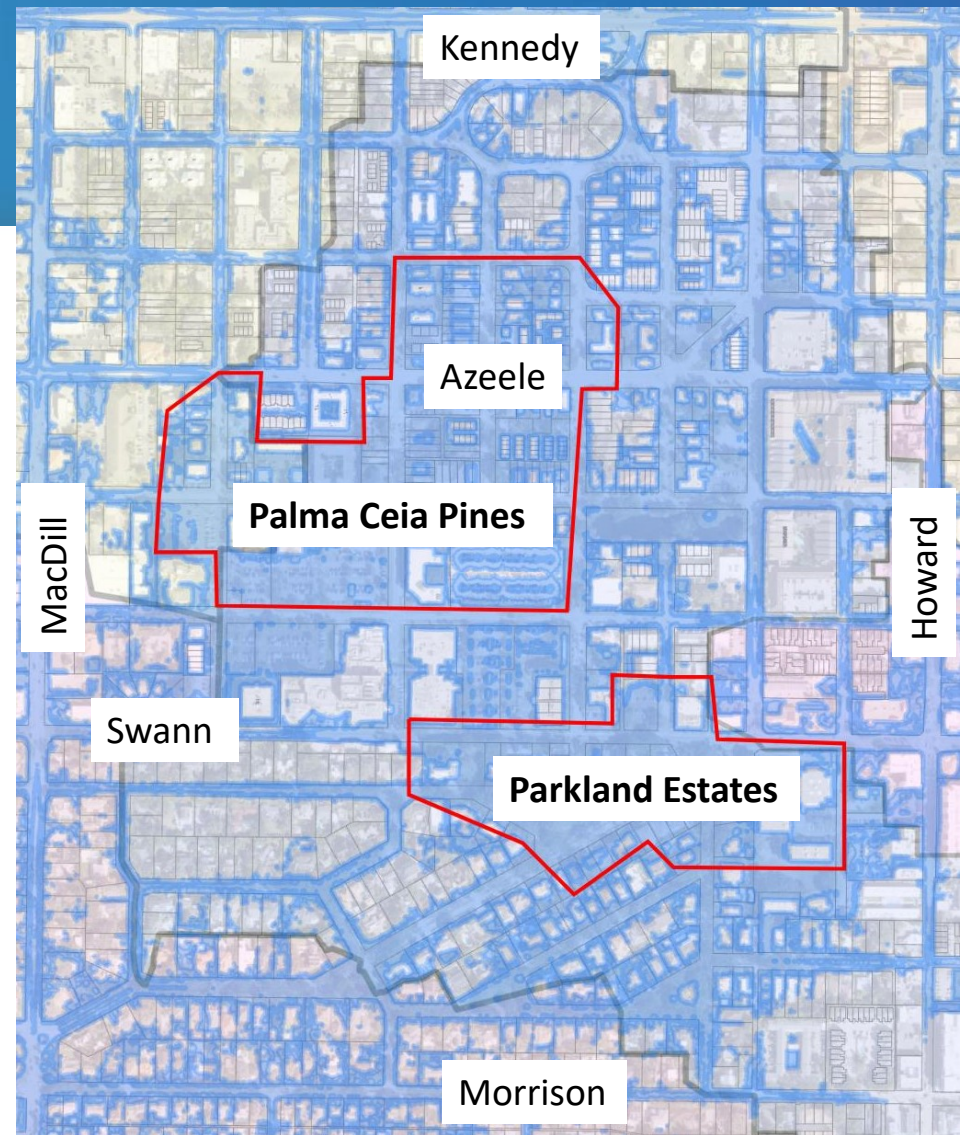 Kennedy
Azeele
Palma Ceia Pines
MacDill
Howard
Swann
Parkland Estates
Morrison